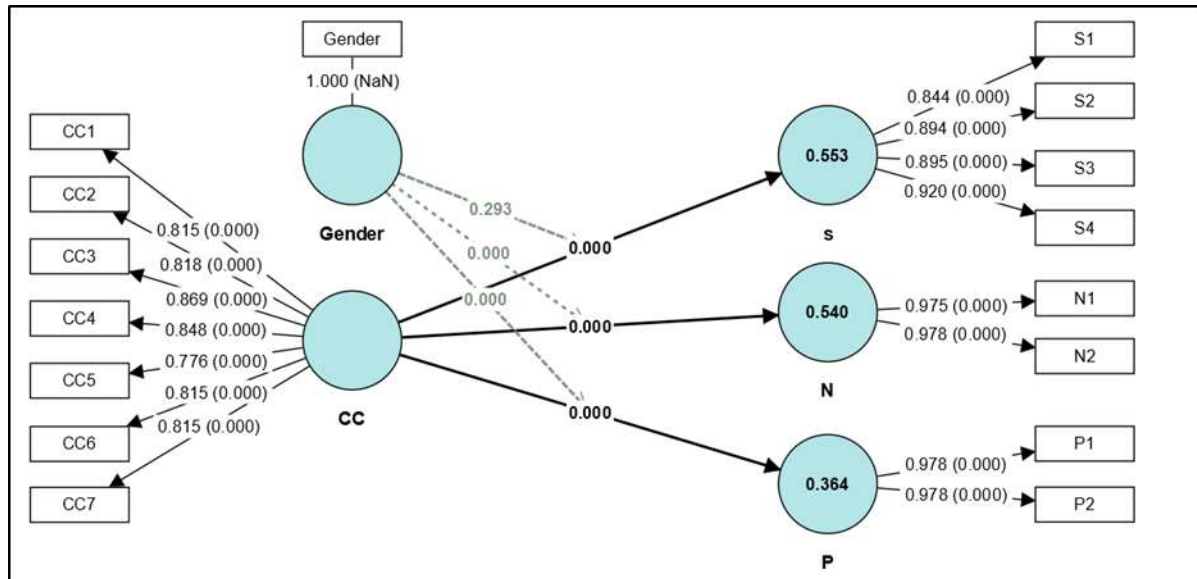 Gender
1.000 (NaN)
Gender
CC1
CC2
CC3
CC4
CC5
CC6
CC7
0.815 (0.000)
0.818 (0.000)
0.869 (0.000)
0.848 (0.000)
0.776 (0.000)
0.815 (0.000)
0.815 (0.000)
CC
0.293
0.000
0.000
0.000
0.000
0.000
0.553
s
0.540
N
0.364
P
0.844 (0.000)
0.894 (0.000)
0.895 (0.000)
0.920 (0.000)
S1
S2
S3
S4
0.975 (0.000)
0.978 (0.000)
N1
N2
0.978 (0.000)
0.978 (0.000)
P1
P2